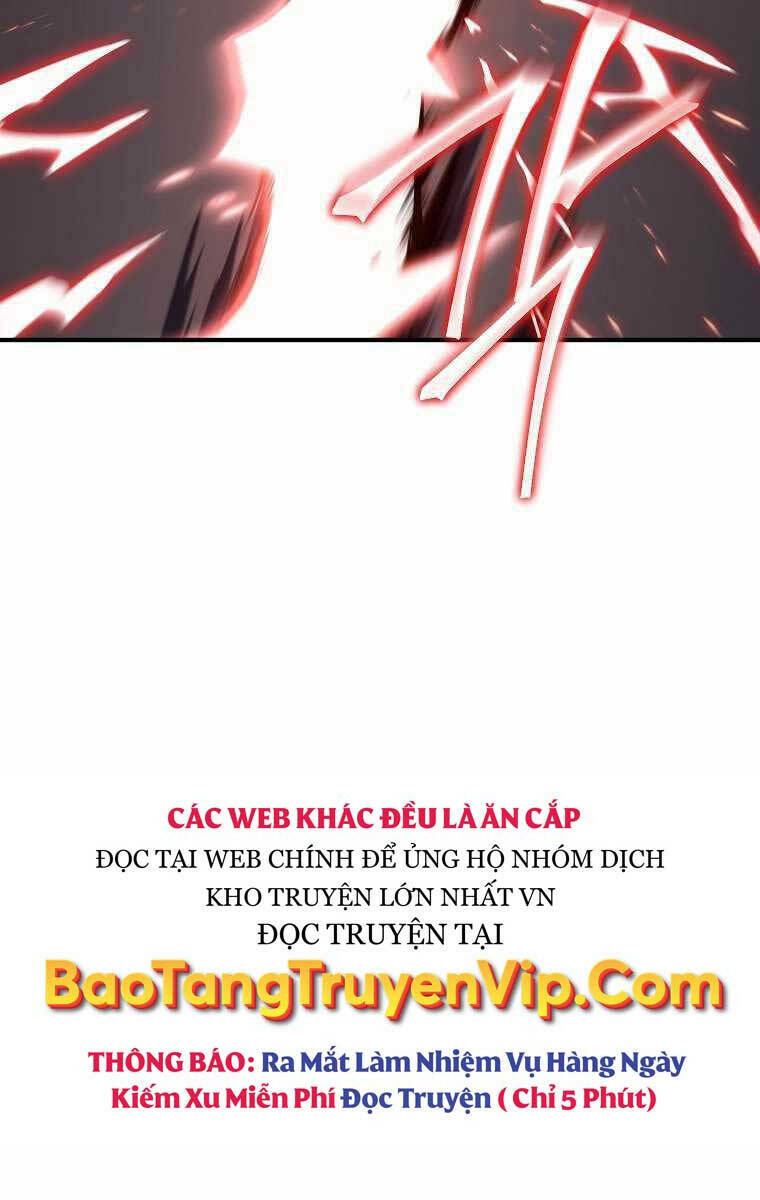 CÁC WEB KHÁC ĐỀU LÀ ĂN CẮP
ĐỌC TẠI WEB CHÍNH ĐỂ ỦNG HỘ NHÓM DỊCH
KHO TRUYỆN LỚN NHẤT VN
ĐỌC TRUYỆN TẠI
BaoTangTruyenVip.Com
THÔNG BÁO: Ra Mắt Làm Nhiệm Vụ Hàng Ngày
Kiếm Xu Miễn Phí Đọc Truyện ( Chỉ 5 Phút)